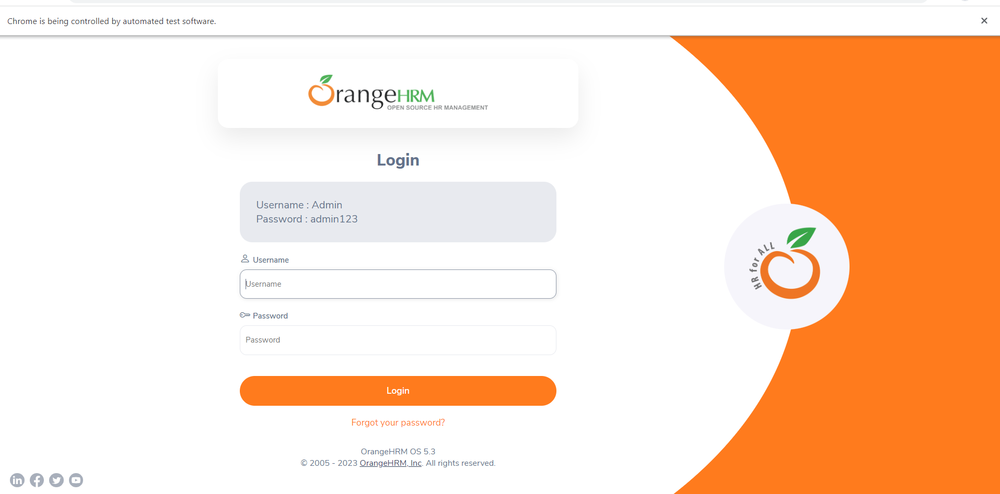 Chrome is being controlled by automated test software.
OrangeHRM
OPEN SOURCE HR MANAGEMENT
Login
Username : Admin
Password : admin123
Username
Username
Password
Password
Login
Forgot your password?
OrangeHRM OS 5.3
© 2005 - 2023 OrangeHRM, Inc. All rights reserved.
HR for ALL
in